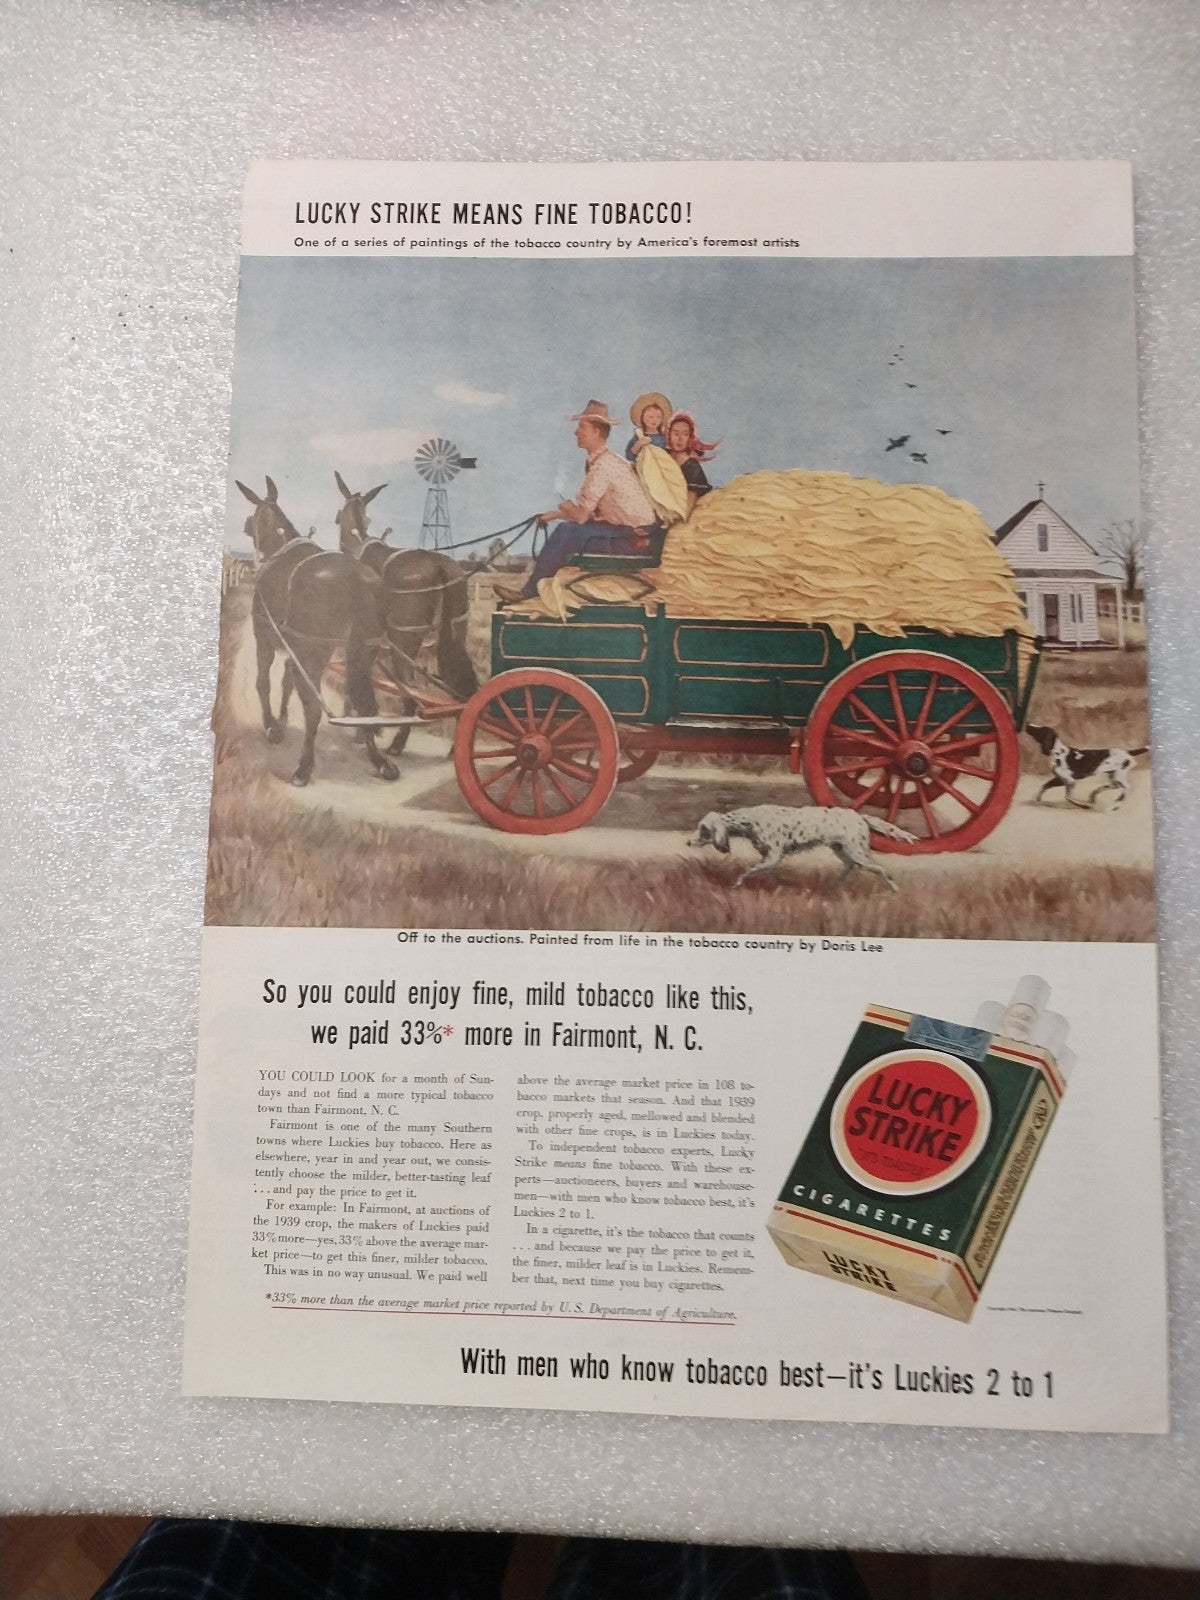 LUCKY STRIKE MEANS FINE TOBACCO!
One of a series of paintings of the tobacco country by America's foremost artists
Off to the auctions. Painted from life in the tobacco country by Doris Lee
So you could enjoy fine, mild tobacco like this,
we paid 33%* more in Fairmont, N. C.
YOU COULD LOOK for a month of Sun-
days and not find a more typical tobacco
town than Fairmont, N. C.
Fairmont is one of the many Southern
towns where Luckies buy tobacco. Here as
elsewhere, year in and year out, we consis-
tently choose the milder, better-tasting leaf
...and pay the price to get it.
For example: In Fairmont, at auctions of
the 1939 crop, the makers of Luckies paid
33% more—yes, 33% above the average mar-
ket price—to get this finer, milder tobacco.
This was in no way unusual. We paid well
above the average market price in 108 to-
bacco markets that season. And that 1939
crop, properly aged, mellowed and blended
with other fine crops, is in Luckies today.
To independent tobacco experts, Lucky
Strike means fine tobacco. With these ex-
perts—auctioneers, buyers and warehouse-
men—with men who know tobacco best, it's
Luckies 2 to 1.
In a cigarette, it's the tobacco that counts
...and because we pay the price to get it,
the finer, milder leaf is in Luckies. Remem-
ber that, next time you buy cigarettes.
*33% more than the average market price reported by U. S. Department of Agriculture.
LUCKY
STRIKE
"IT'S TOASTED"
CIGARETTES
LUCKY
STRIKE
With men who know tobacco best—it's Luckies 2 to 1